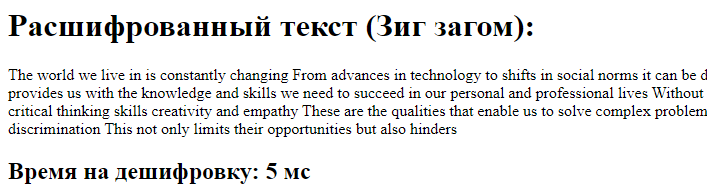 Расшифрованный текст (Зиг загом):
The world we live in is constantly changing From advances in technology to shifts in social norms it can be d
provides us with the knowledge and skills we need to succeed in our personal and professional lives Without
critical thinking skills creativity and empathy These are the qualities that enable us to solve complex problem
discrimination This not only limits their opportunities but also hinders
Время на дешифровку: 5 мс